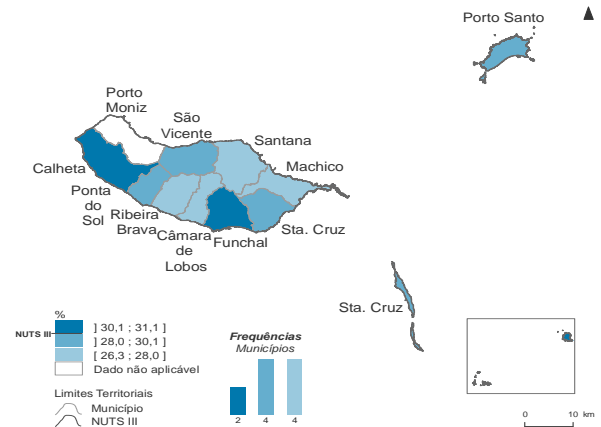 Porto Santo
Porto
Moniz
São
Vicente
Santana
Machico
Calheta
Ponta
do
Sol
Ribeira
Brava
Câmara
de
Lobos
Funchal
Sta. Cruz
Sta. Cruz
%
NUTS III
] 30,1 ; 31,1 ]
] 28,0 ; 30,1 ]
[ 26,3 ; 28,0 ]
Dado não aplicável
Limites Territoriais
Município
NUTS III
Frequências
Municípios
2 4 4
0 10 km